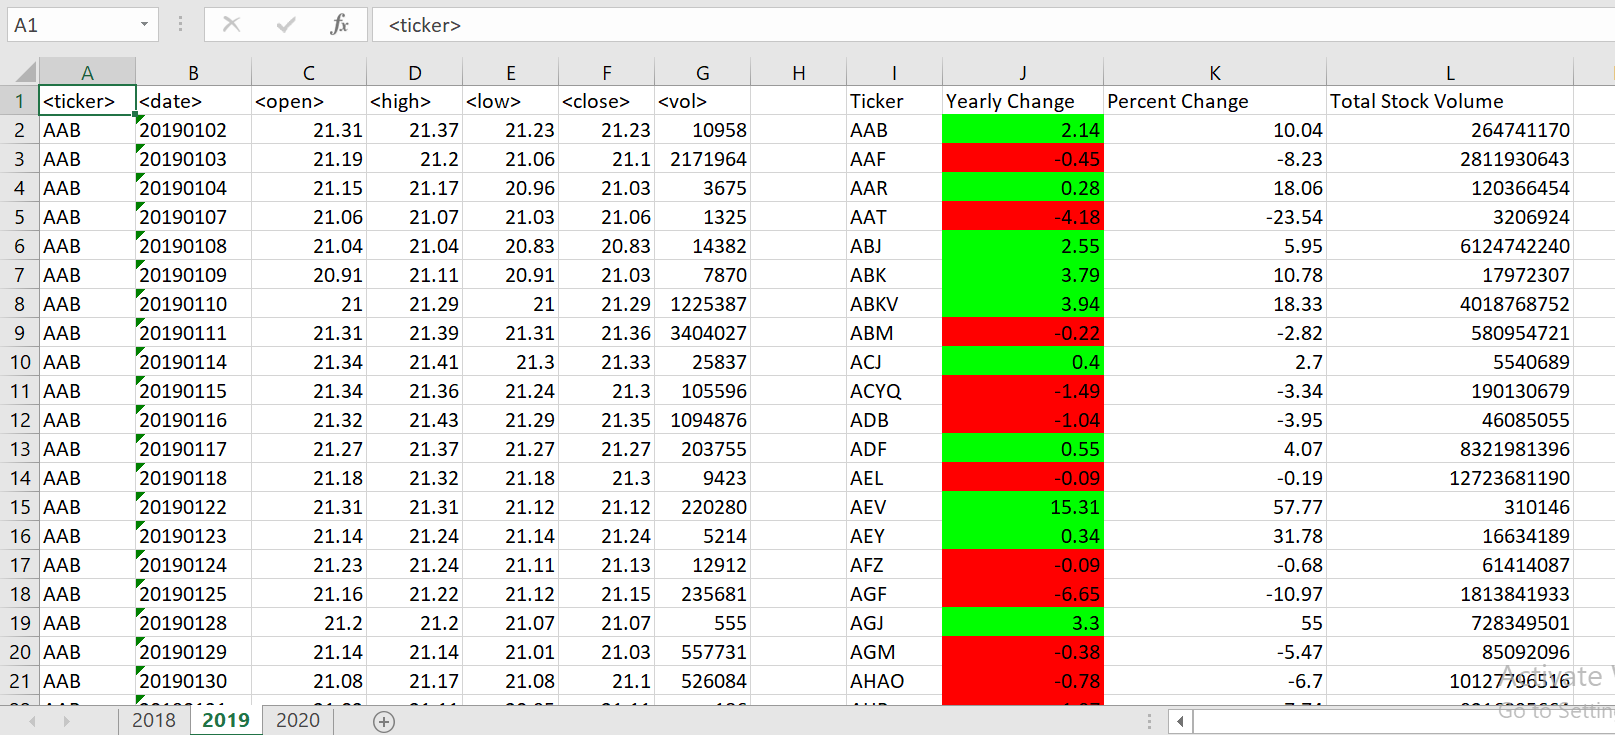 A1 fx <ticker>
A B C D E F G H I J K L
1 <ticker> <date> <open> <high> <low> <close> <vol> Ticker Yearly Change Percent Change Total Stock Volume
2 AAB 20190102 21.31 21.37 21.23 21.23 10958 AAB 2.14 10.04 264741170
3 AAB 20190103 21.19 21.2 21.06 21.1 2171964 AAF -0.45 -8.23 2811930643
4 AAB 20190104 21.15 21.17 20.96 21.03 3675 AAR 0.28 18.06 120366454
5 AAB 20190107 21.06 21.07 21.03 21.06 1325 AAT -4.18 -23.54 3206924
6 AAB 20190108 21.04 21.04 20.83 20.83 14382 ABJ 2.55 5.95 6124742240
7 AAB 20190109 20.91 21.11 20.91 21.03 7870 ABK 3.79 10.78 17972307
8 AAB 20190110 21 21.29 21 21.29 1225387 ABKV 3.94 18.33 4018768752
9 AAB 20190111 21.31 21.39 21.31 21.36 3404027 ABM -0.22 -2.82 580954721
10 AAB 20190114 21.34 21.41 21.3 21.33 25837 ACJ 0.4 2.7 5540689
11 AAB 20190115 21.34 21.36 21.24 21.3 105596 ACYQ -1.49 -3.34 190130679
12 AAB 20190116 21.32 21.43 21.29 21.35 1094876 ADB -1.04 -3.95 46085055
13 AAB 20190117 21.27 21.37 21.27 21.27 203755 ADF 0.55 4.07 8321981396
14 AAB 20190118 21.18 21.32 21.18 21.3 9423 AEL -0.09 -0.19 12723681190
15 AAB 20190122 21.31 21.31 21.12 21.12 220280 AEV 15.31 57.77 310146
16 AAB 20190123 21.14 21.24 21.14 21.24 5214 AEY 0.34 31.78 16634189
17 AAB 20190124 21.23 21.24 21.11 21.13 12912 AFZ -0.09 -0.68 61414087
18 AAB 20190125 21.16 21.22 21.12 21.15 235681 AGF -6.65 -10.97 1813841933
19 AAB 20190128 21.2 21.2 21.07 21.07 555 AGJ 3.3 55 728349501
20 AAB 20190129 21.14 21.14 21.01 21.03 557731 AGM -0.38 -5.47 85092096
21 AAB 20190130 21.08 21.17 21.08 21.1 526084 AHAO -0.78 -6.7 10127796516
Activate
Go to
2018 2019 2020